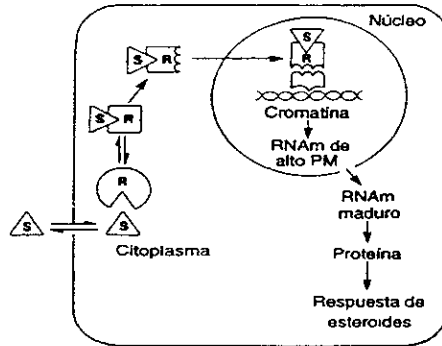 Núcleo
S
R
S
R
Cromatina
RNAm de
alto PM
S
R
R
S
S
Citoplasma
RNAm
maduro
Proteína
Respuesta de
esteroides